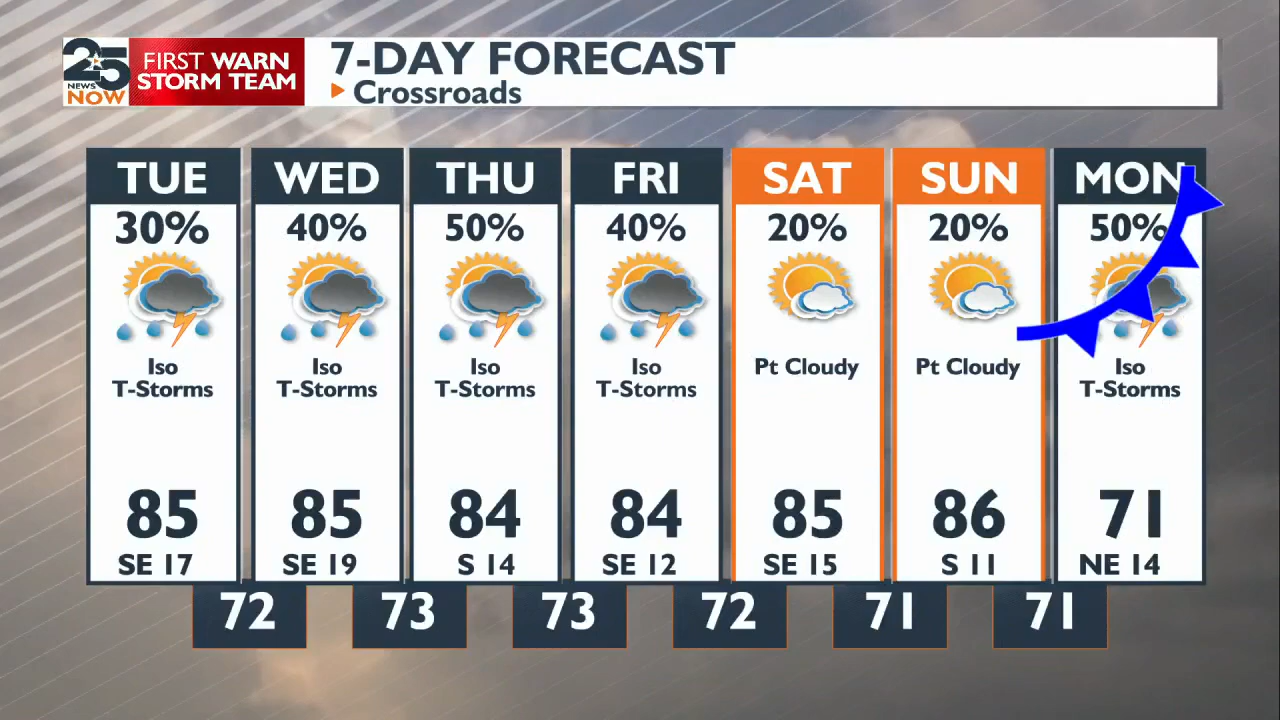 25
NEWS
NOW
FIRST WARN
STORM TEAM
7-DAY FORECAST
Crossroads
TUE
30%
Iso
T-Storms
85
SE 17
WED
40%
Iso
T-Storms
85
SE 19
THU
50%
Iso
T-Storms
84
S 14
FRI
40%
Iso
T-Storms
84
SE 12
SAT
20%
Pt Cloudy
85
SE 15
SUN
20%
Pt Cloudy
86
S 11
MON
50%
Iso
T-Storms
71
NE 14
72
73
73
72
71
71